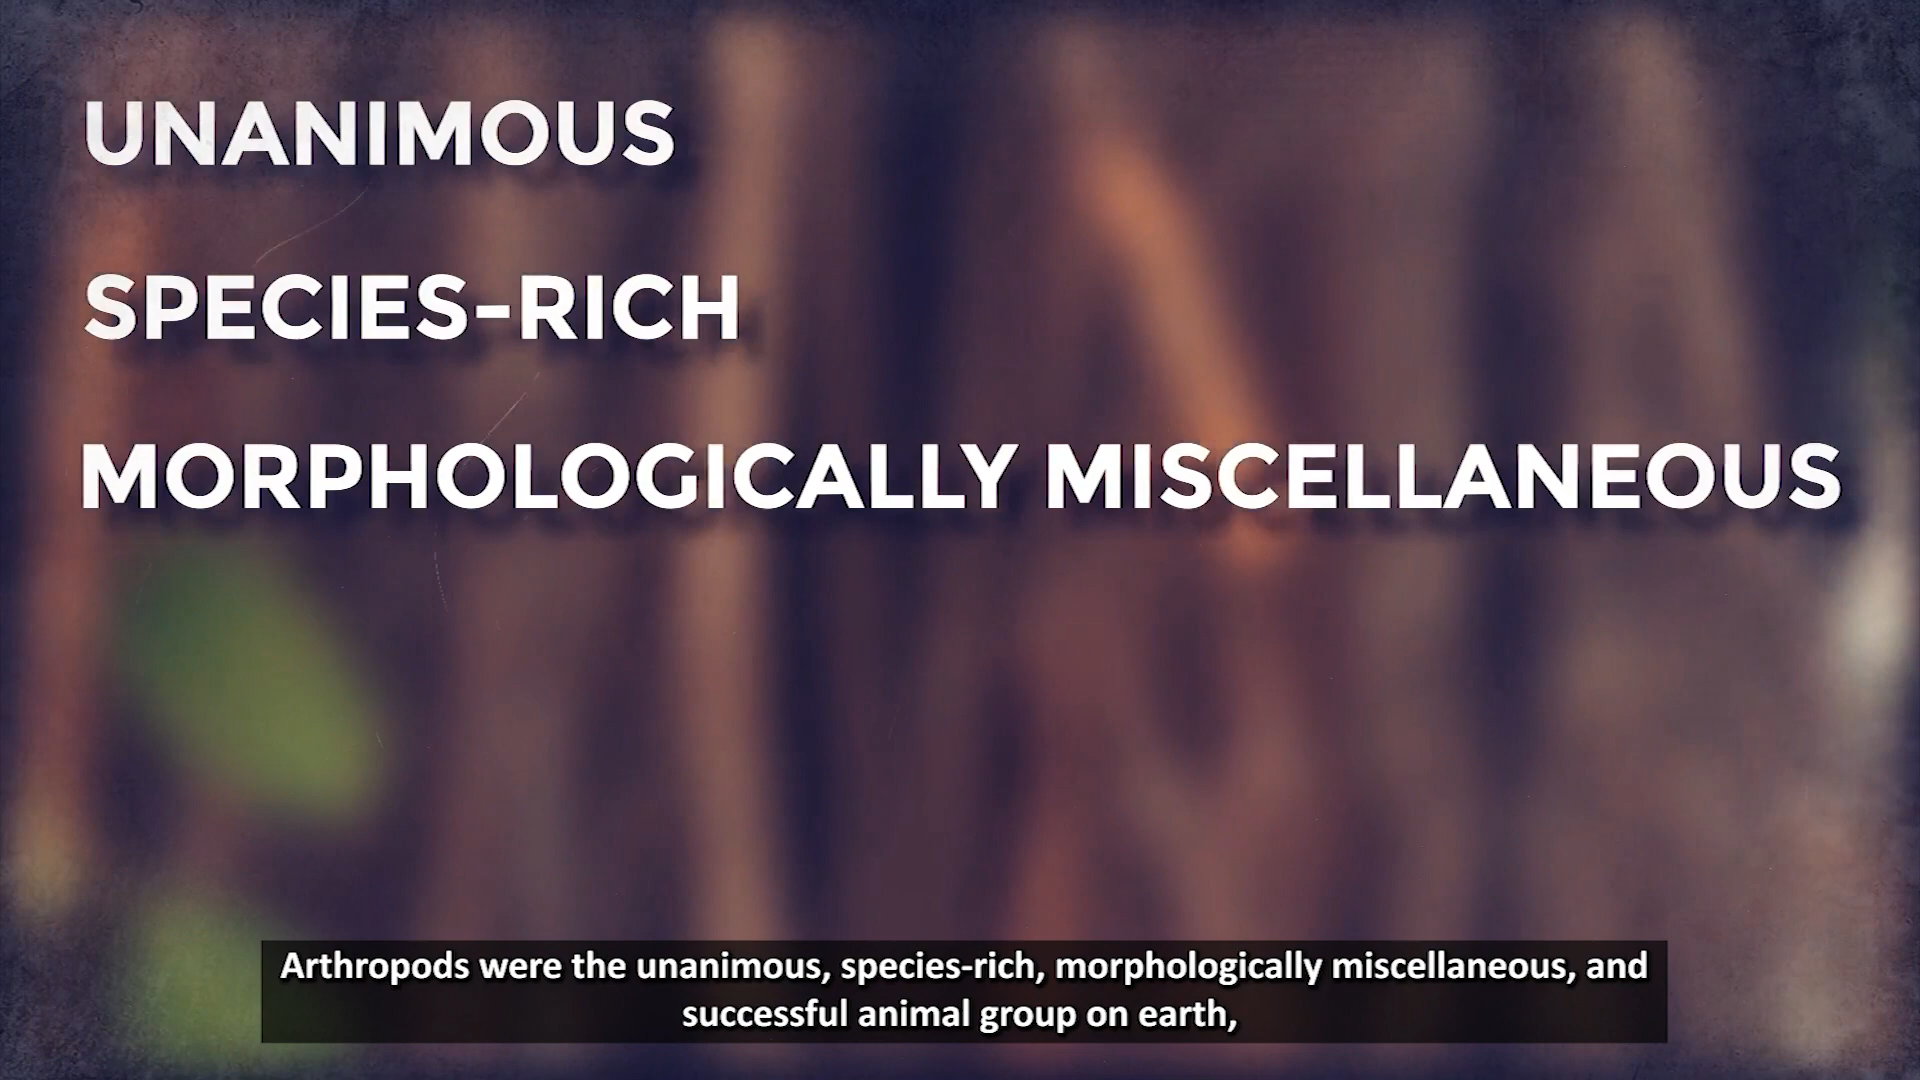 UNANIMOUS
SPECIES-RICH
MORPHOLOGICALLY MISCELLANEOUS
Arthropods were the unanimous, species-rich, morphologically miscellaneous, and
successful animal group on earth,